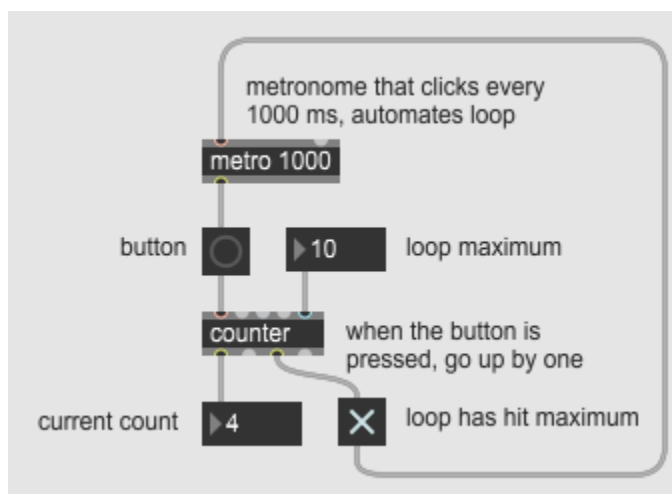 metronome that clicks every
1000 ms, automates loop
metro 1000
button
10
loop maximum
counter
when the button is
pressed, go up by one
current count
4
loop has hit maximum